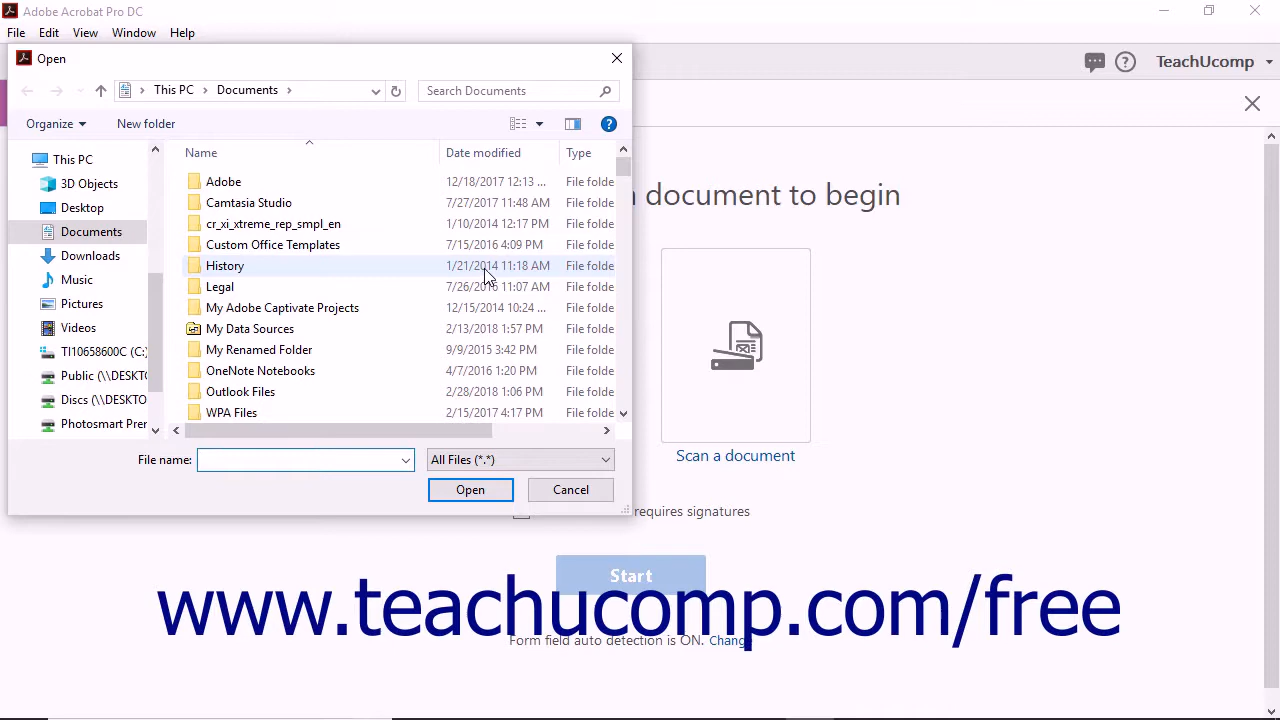 Adobe Acrobat Pro DC
File Edit View Window Help
Open
TeachUcomp
This PC > Documents >
Search Documents
Organize New folder
Name Date modified Type
This PC
3D Objects
Desktop
Documents
Downloads
Music
Pictures
Videos
TI10658600C (C:)
Public (\\DESKTO
Discs (\\DESKTO
Photosmart Prer
Adobe 12/18/2017 12:13 ... File folde
Camtasia Studio 7/27/2017 11:48 AM File folde
cr_xi_xtreme_rep_smpl_en 1/10/2014 12:17 PM File folde
Custom Office Templates 7/15/2016 4:09 PM File folde
History 1/21/2014 11:18 AM File folde
Legal 7/26/2016 11:07 AM File folde
My Adobe Captivate Projects 12/15/2014 10:24 ... File folde
My Data Sources 2/13/2018 1:57 PM File folde
My Renamed Folder 9/9/2015 3:42 PM File folde
OneNote Notebooks 4/7/2016 1:20 PM File folde
Outlook Files 2/28/2018 1:06 PM File folde
WPA Files 2/15/2017 4:17 PM File folde
File name: All Files (*.*)
Open Cancel
document to begin
Scan a document
requires signatures
Start
www.teachucomp.com/free
Form field auto detection is ON. Change